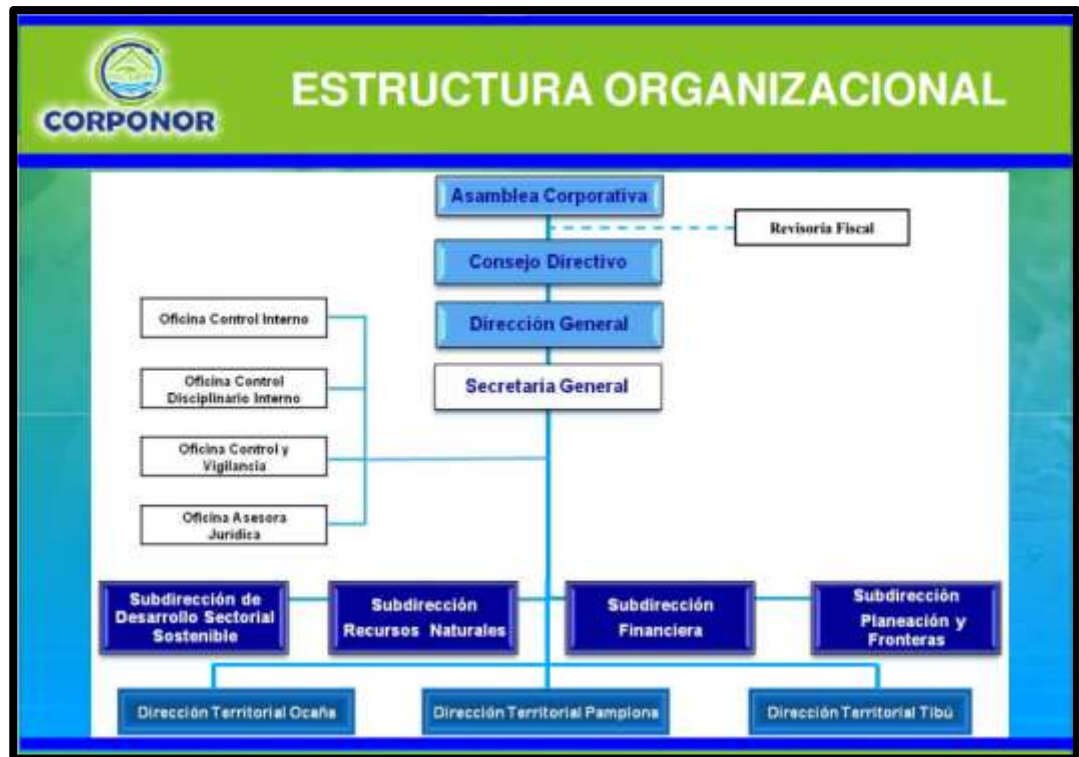 CORPONOR
ESTRUCTURA ORGANIZACIONAL
Asamblea Corporativa
Revisoría Fiscal
Consejo Directivo
Dirección General
Secretaría General
Oficina Control Interno
Oficina Control
Disciplinario Interno
Oficina Control y
Vigilancia
Oficina Asesora
Jurídica
Subdirección de
Desarrollo Sectorial
Sostenible
Subdirección
Recursos Naturales
Subdirección
Financiera
Subdirección
Planeación y
Fronteras
Dirección Territorial Ocaña
Dirección Territorial Pamplona
Dirección Territorial Tibú